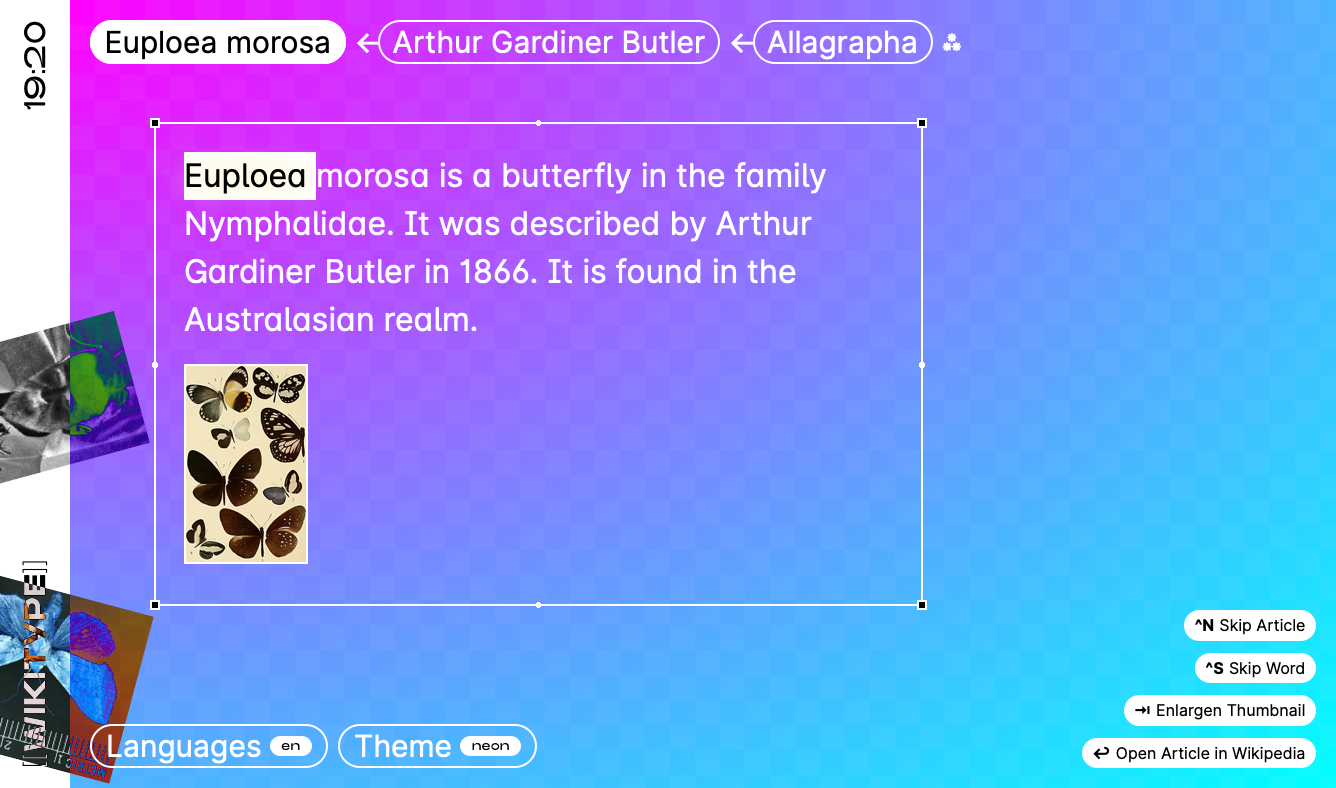 19:20
Euploea morosa ← Arthur Gardiner Butler ← Allagrapha
Euploea morosa is a butterfly in the family
Nymphalidae. It was described by Arthur
Gardiner Butler in 1866. It is found in the
Australasian realm.
[[WIKITYPE]]
Languages en Theme neon
^N Skip Article
^S Skip Word
⇥ Enlargen Thumbnail
↩ Open Article in Wikipedia
METRIC 1